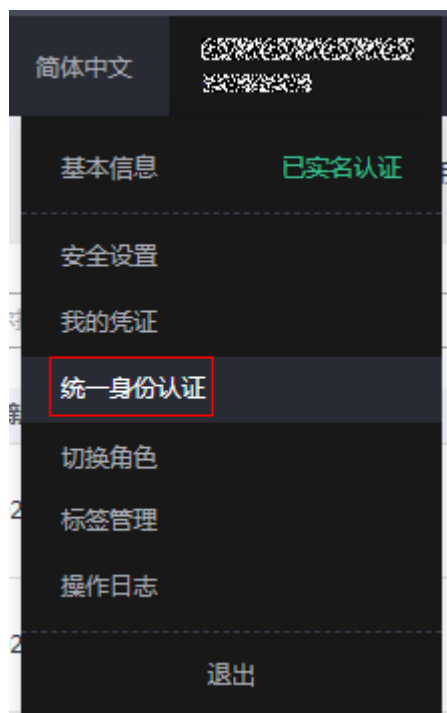 简体中文
基本信息 已实名认证
安全设置
我的凭证
统一身份认证
切换角色
标签管理
操作日志
退出